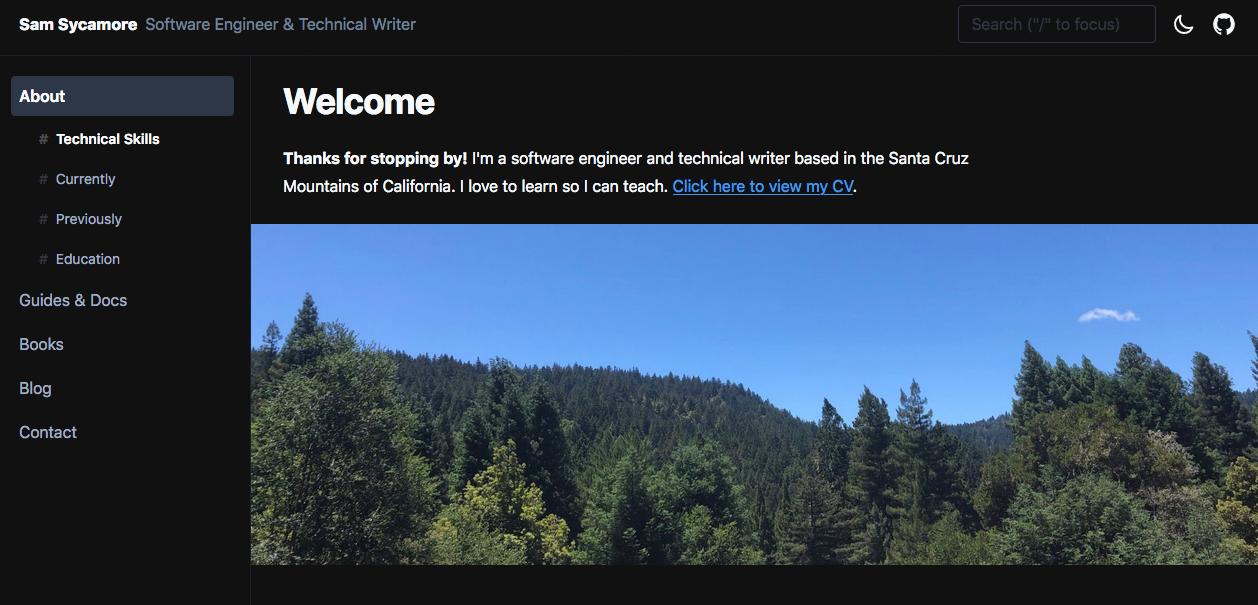 Sam Sycamore Software Engineer & Technical Writer
Search ("/" to focus)
About
# Technical Skills
# Currently
# Previously
# Education
Guides & Docs
Books
Blog
Contact
Welcome
Thanks for stopping by! I'm a software engineer and technical writer based in the Santa Cruz
Mountains of California. I love to learn so I can teach. Click here to view my CV.